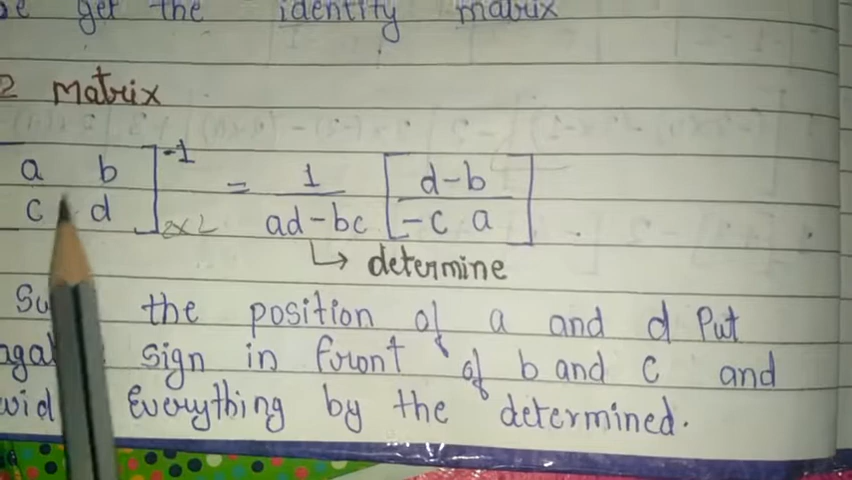 get the identity matrix
2 Matrix
a b -1 = 1 d-b
c d ad-bc -c a
↳ determine
the position of a and d Put
sign in front of b and c and
Everything by the determined.